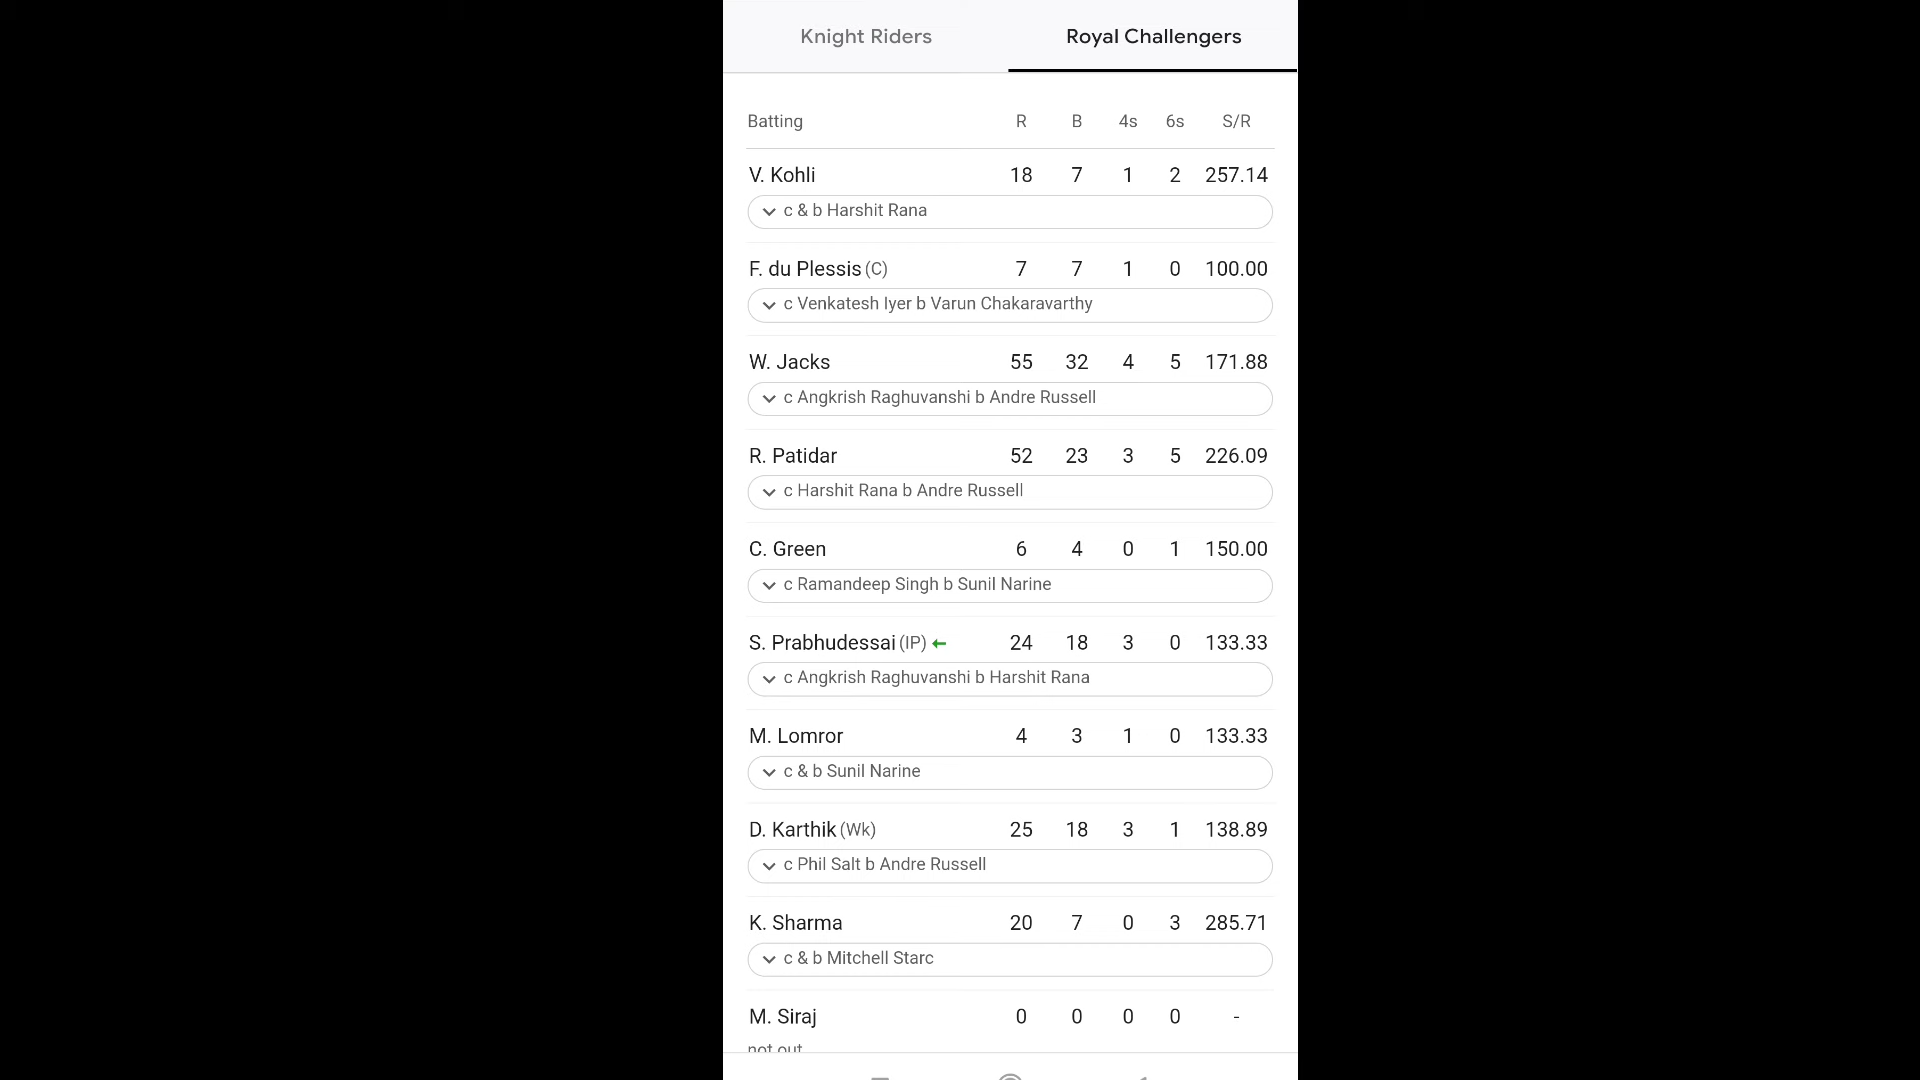 Knight Riders Royal Challengers
Batting R B 4s 6s S/R
V. Kohli 18 7 1 2 257.14
c & b Harshit Rana
F. du Plessis (C) 7 7 1 0 100.00
c Venkatesh Iyer b Varun Chakaravarthy
W. Jacks 55 32 4 5 171.88
c Angkrish Raghuvanshi b Andre Russell
R. Patidar 52 23 3 5 226.09
c Harshit Rana b Andre Russell
C. Green 6 4 0 1 150.00
c Ramandeep Singh b Sunil Narine
S. Prabhudessai (IP) 24 18 3 0 133.33
c Angkrish Raghuvanshi b Harshit Rana
M. Lomror 4 3 1 0 133.33
c & b Sunil Narine
D. Karthik (Wk) 25 18 3 1 138.89
c Phil Salt b Andre Russell
K. Sharma 20 7 0 3 285.71
c & b Mitchell Starc
M. Siraj 0 0 0 0 -
not out